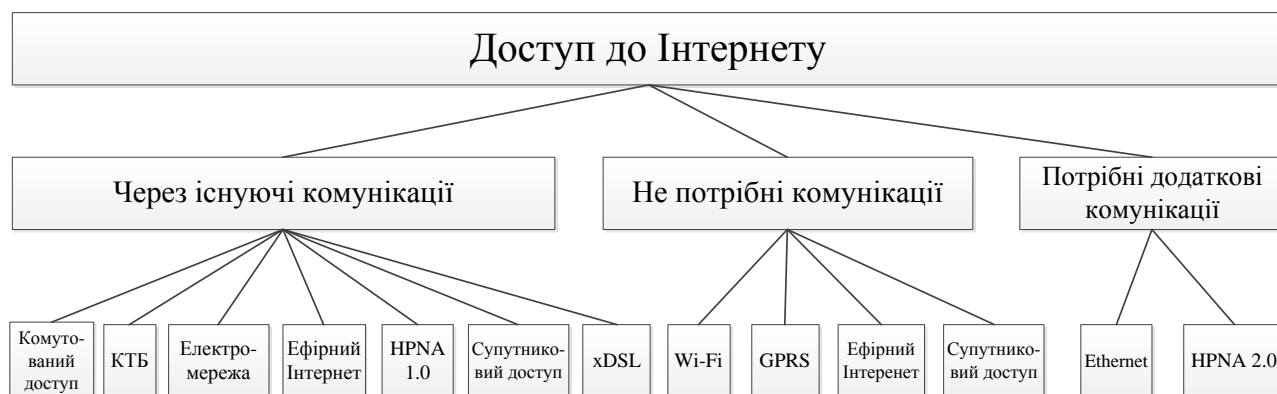 Доступ до Інтернету
Через існуючі комунікації
Не потрібні комунікації
Потрібні додаткові
комунікації
Комуто-
ваний
доступ
КТБ
Електро-
мережа
Ефірний
Інтернет
HPNA
1.0
Супутнико-
вий доступ
xDSL
Wi-Fi
GPRS
Ефірний
Інтеренет
Супутнико-
вий доступ
Ethernet
HPNA 2.0